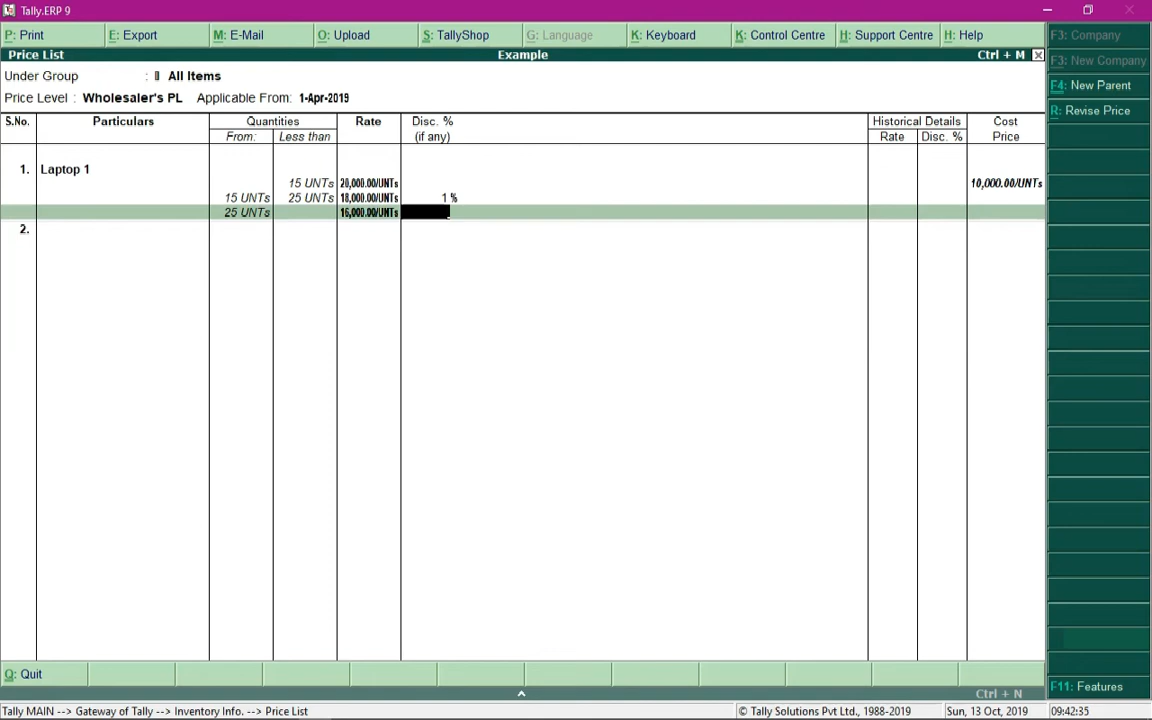 Tally.ERP 9
P: Print E: Export M: E-Mail O: Upload S: TallyShop G: Language K: Keyboard K: Control Centre H: Support Centre H: Help F3: Company
Price List Example Ctrl + M
F3: New Company
Under Group : All Items
F4: New Parent
Price Level : Wholesaler's PL Applicable From: 1-Apr-2019
R: Revise Price
S.No. Particulars Quantities Rate Disc. % Historical Details Cost
From: Less than (if any) Rate Disc. % Price
1. Laptop 1
15 UNTs 20,000.00/UNTs 10,000.00/UNTs
15 UNTs 25 UNTs 18,000.00/UNTs 1 %
25 UNTs 16,000.00/UNTs
2.
Q: Quit
F11: Features
Ctrl + N
Tally MAIN --> Gateway of Tally --> Inventory Info. --> Price List © Tally Solutions Pvt Ltd., 1988-2019 Sun, 13 Oct, 2019 09:42:35